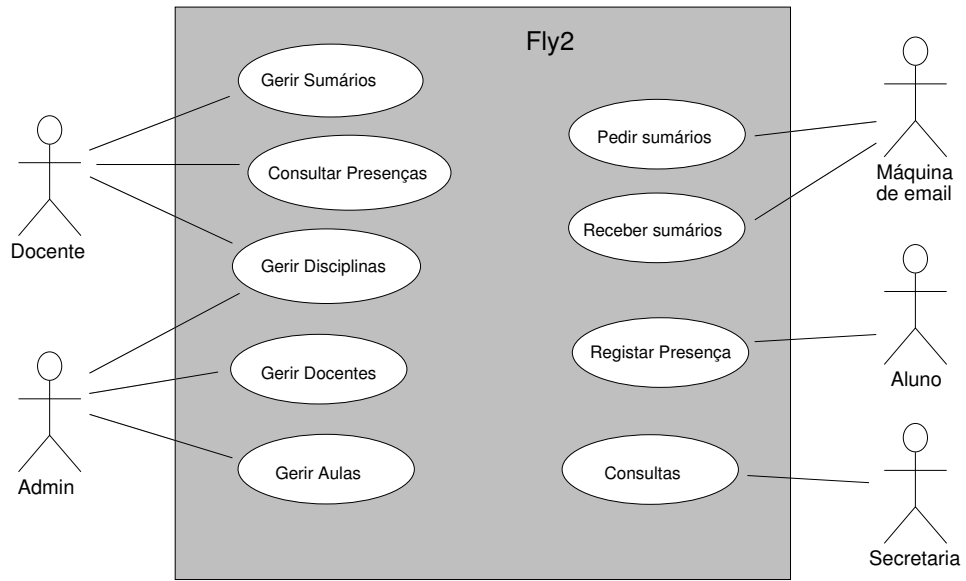 Fly2
Gerir Sumários
Consultar Presenças
Gerir Disciplinas
Gerir Docentes
Gerir Aulas
Pedir sumários
Receber sumários
Registar Presença
Consultas
Docente
Admin
Máquina
de email
Aluno
Secretaria